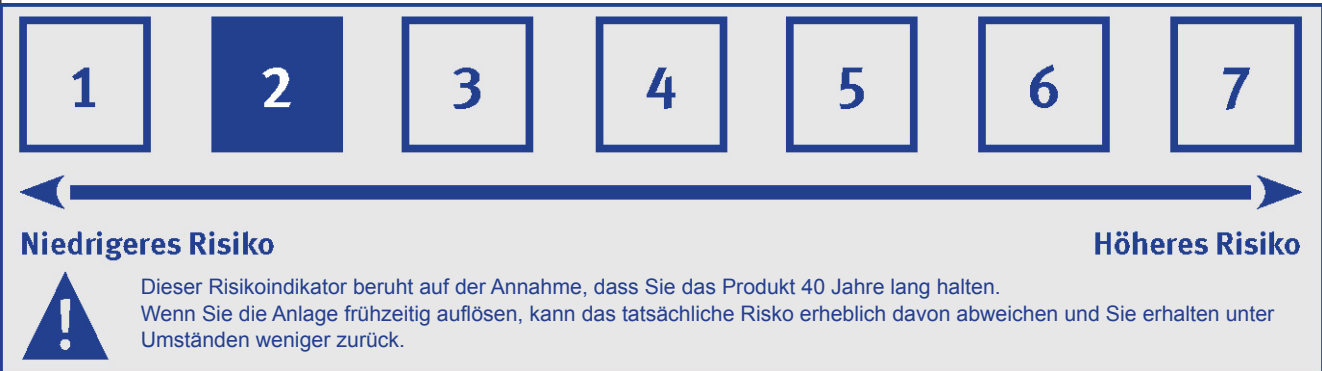 1 2 3 4 5 6 7
Niedrigeres Risiko Höheres Risiko
Dieser Risikoindikator beruht auf der Annahme, dass Sie das Produkt 40 Jahre lang halten.
Wenn Sie die Anlage frühzeitig auflösen, kann das tatsächliche Risko erheblich davon abweichen und Sie erhalten unter
Umständen weniger zurück.